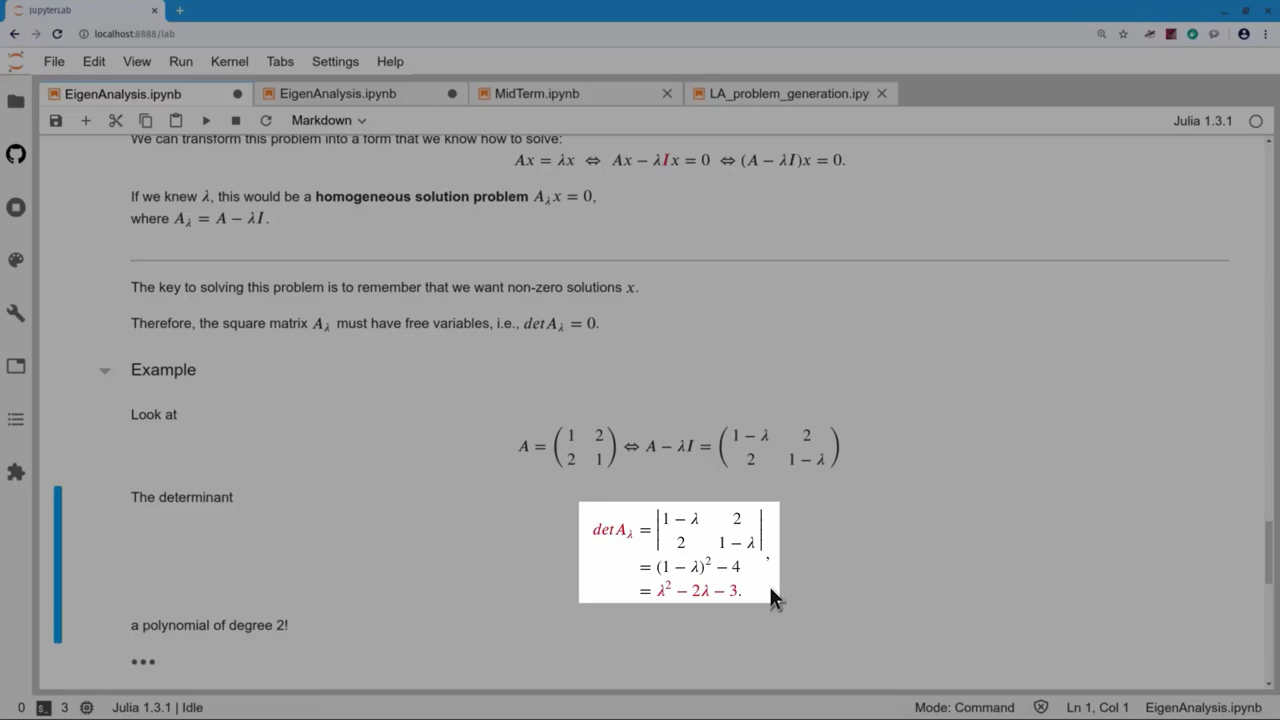 JupyterLab
localhost:8888/lab
File Edit View Run Kernel Tabs Settings Help
EigenAnalysis.ipynb EigenAnalysis.ipynb MidTerm.ipynb LA_problem_generation.ipy
Markdown Julia 1.3.1
We can transform this problem into a form that we know how to solve:
Ax = λx ⇔ Ax − λIx = 0 ⇔ (A − λI)x = 0.
If we knew λ, this would be a homogeneous solution problem A_λ x = 0,
where A_λ = A − λI.
The key to solving this problem is to remember that we want non-zero solutions x.
Therefore, the square matrix A_λ must have free variables, i.e., det A_λ = 0.
Example
Look at
A = ( 1 2 ; 2 1 ) ⇔ A − λI = ( 1 − λ 2 ; 2 1 − λ )
The determinant
det A_λ = | 1 − λ 2 ; 2 1 − λ |
= (1 − λ)² − 4 ,
= λ² − 2λ − 3.
a polynomial of degree 2!
•••
0 $_ 3 Julia 1.3.1 | Idle Mode: Command Ln 1, Col 1 EigenAnalysis.ipynb